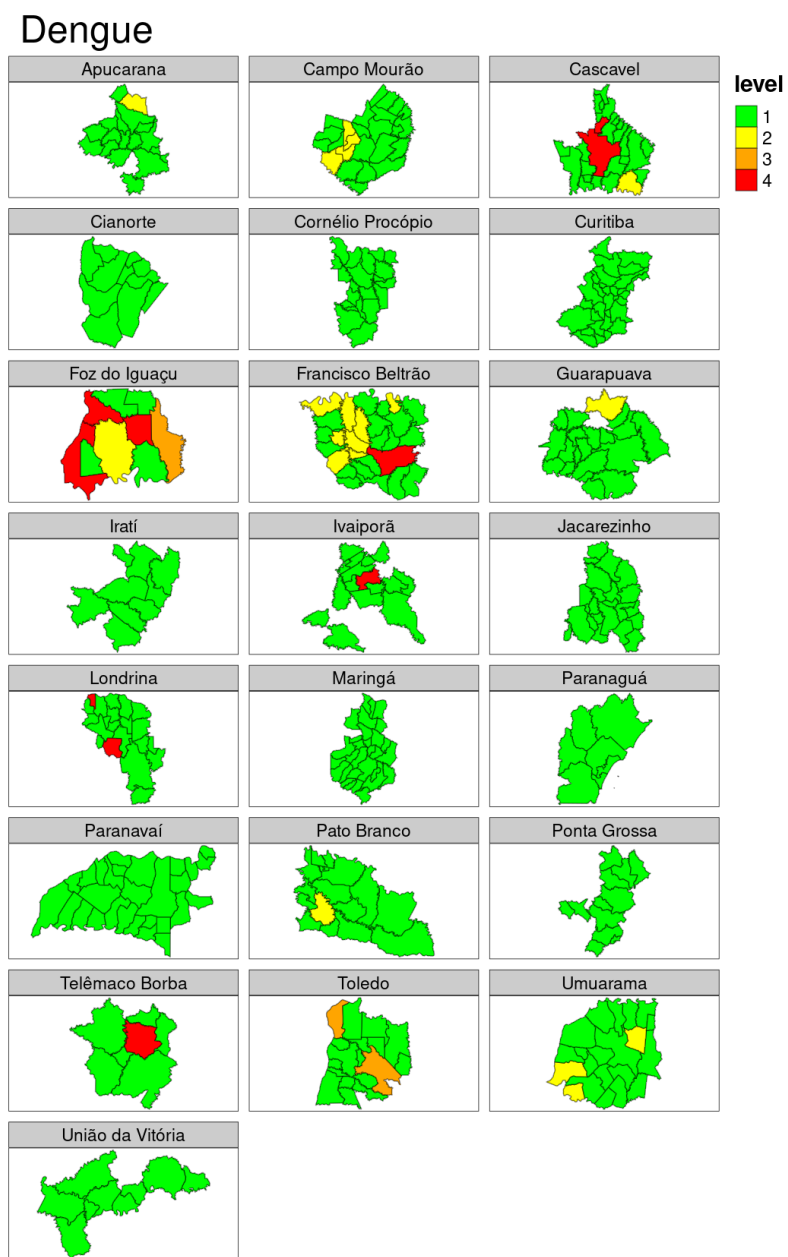 Dengue
Apucarana
Campo Mourão
Cascavel
level
1
2
3
4
Cianorte
Cornélio Procópio
Curitiba
Foz do Iguaçu
Francisco Beltrão
Guarapuava
Iratí
Ivaiporã
Jacarezinho
Londrina
Maringá
Paranaguá
Paranavaí
Pato Branco
Ponta Grossa
Telêmaco Borba
Toledo
Umuarama
União da Vitória